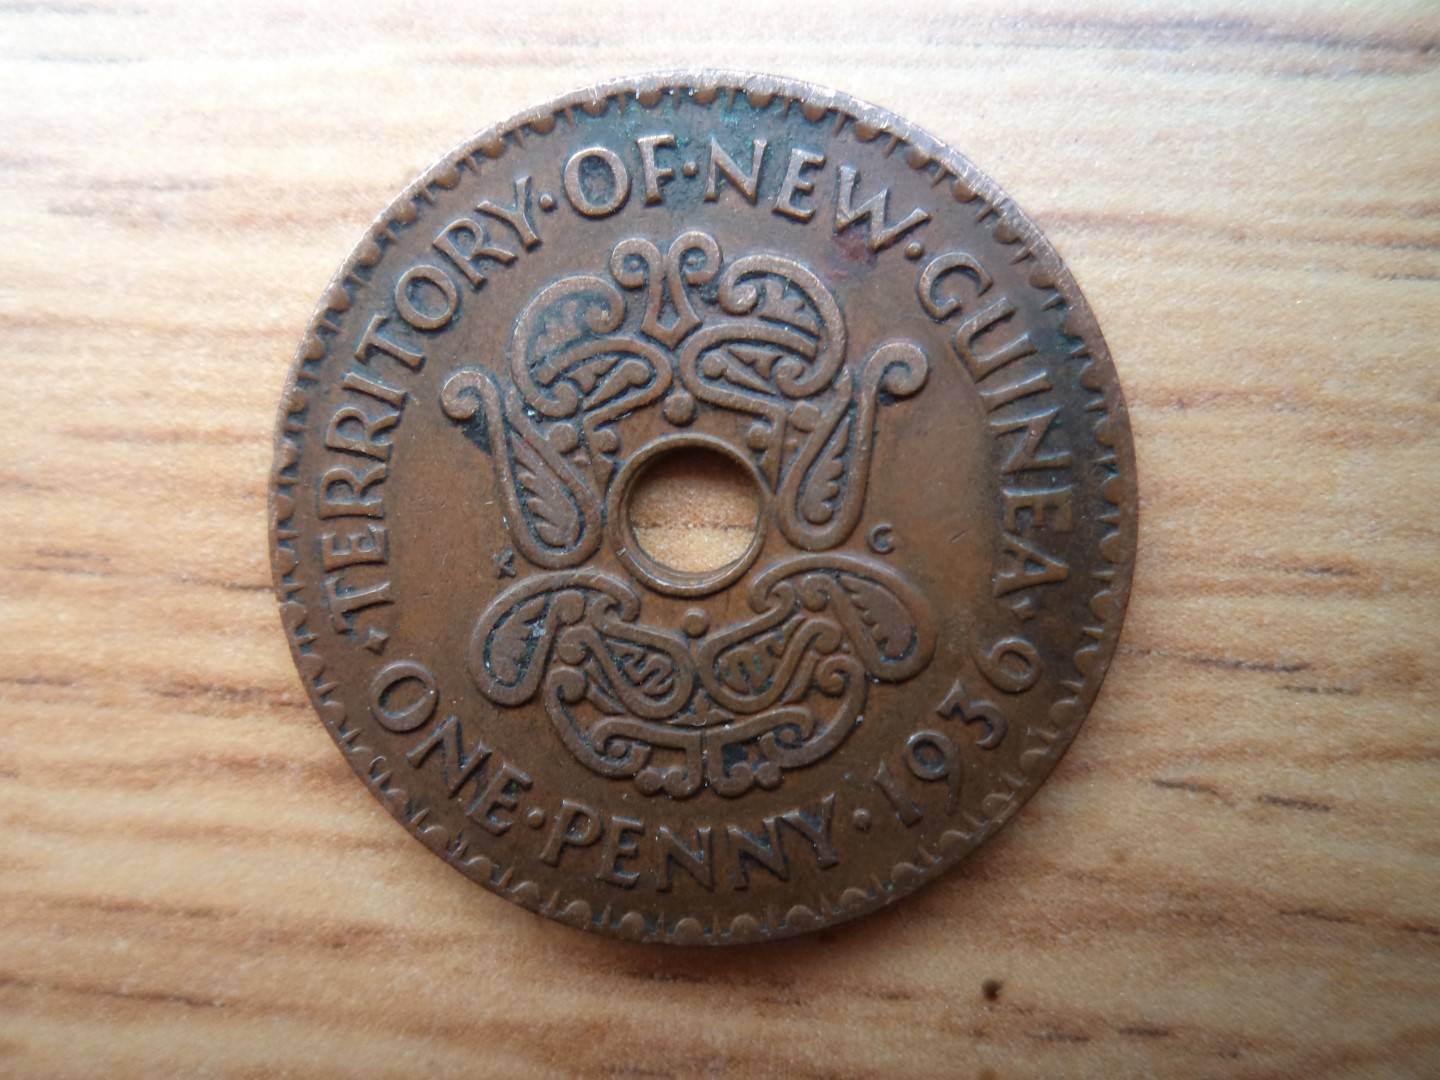 ·TERRITORY·OF·NEW·GUINEA·
ONE·PENNY·1936
K G